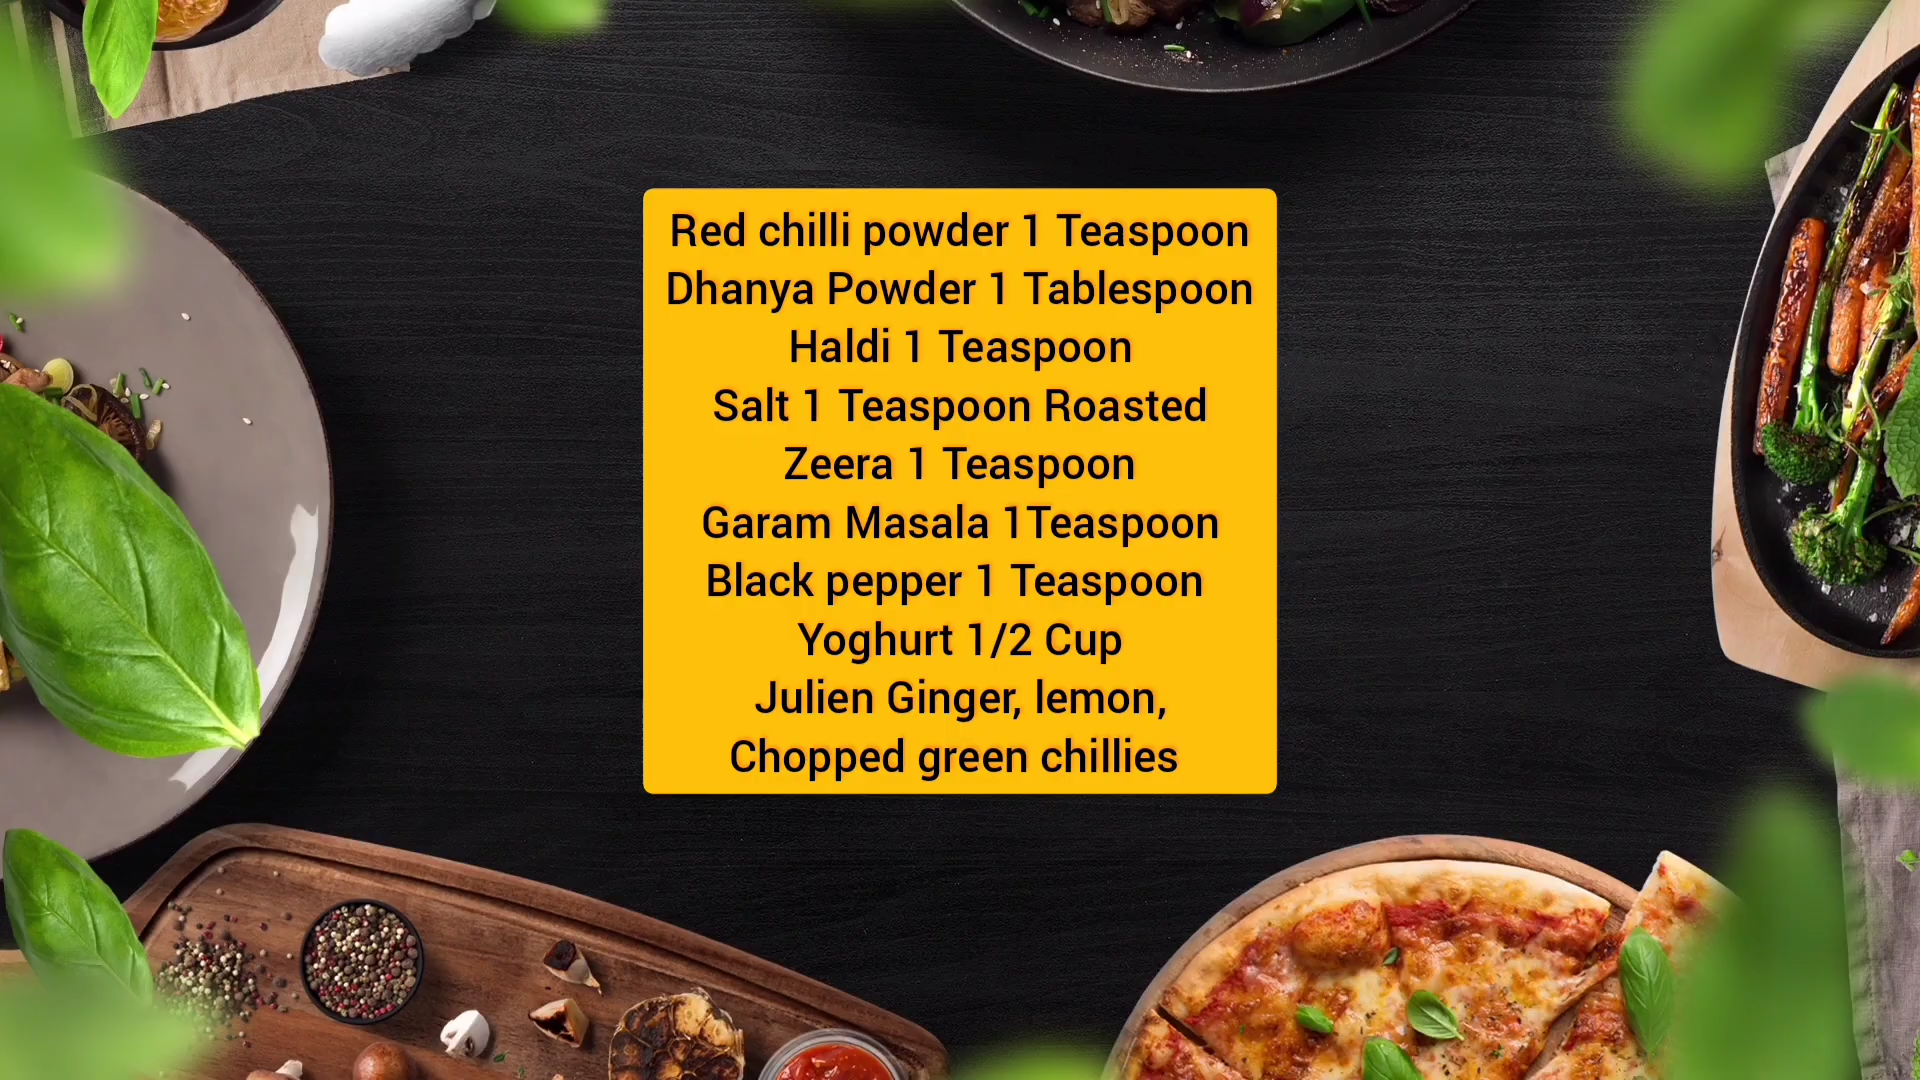 Red chilli powder 1 Teaspoon
Dhanya Powder 1 Tablespoon
Haldi 1 Teaspoon
Salt 1 Teaspoon Roasted
Zeera 1 Teaspoon
Garam Masala 1Teaspoon
Black pepper 1 Teaspoon
Yoghurt 1/2 Cup
Julien Ginger, lemon,
Chopped green chillies